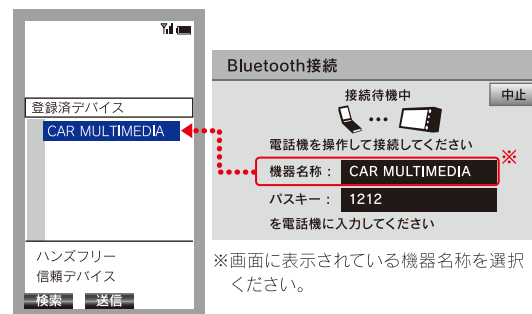 登録済デバイス
CAR MULTIMEDIA
ハンズフリー
信頼デバイス
検索 送信
Bluetooth接続
接続待機中
中止
電話機を操作して接続してください
機器名称： CAR MULTIMEDIA
※
パスキー： 1212
を電話機に入力してください
※画面に表示されている機器名称を選択
ください。